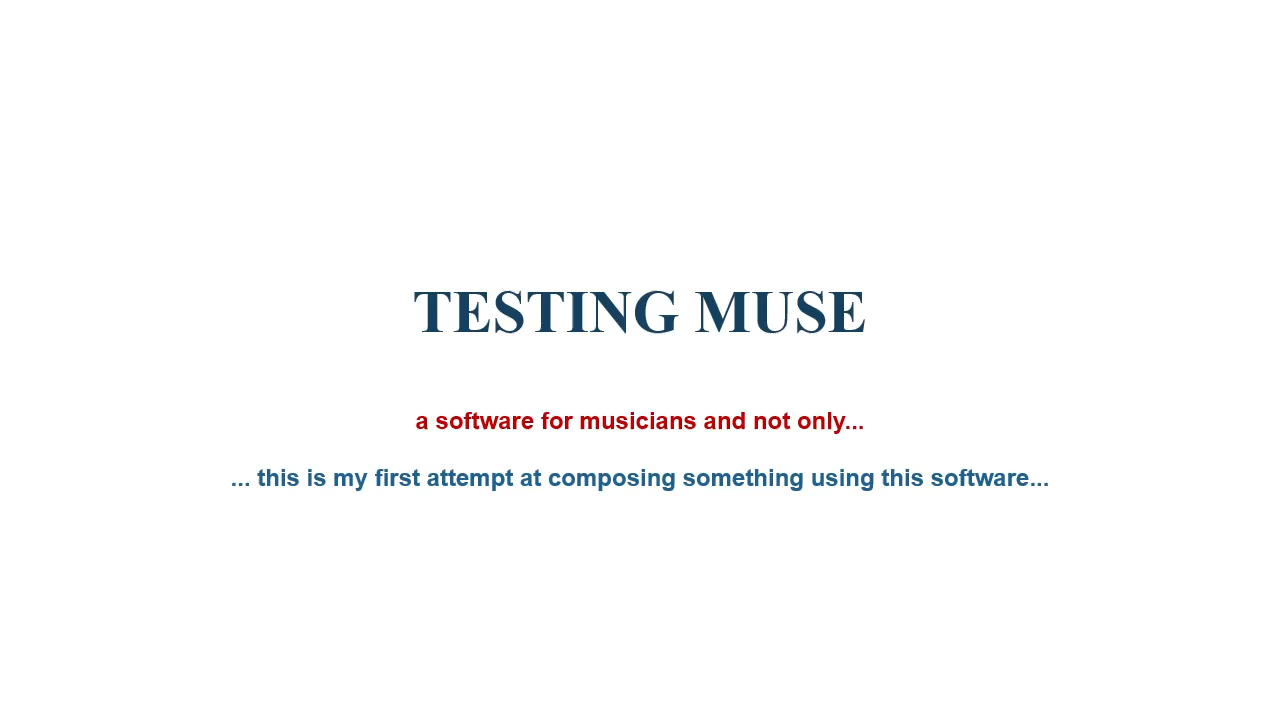 TESTING MUSE
a software for musicians and not only...
... this is my first attempt at composing something using this software...